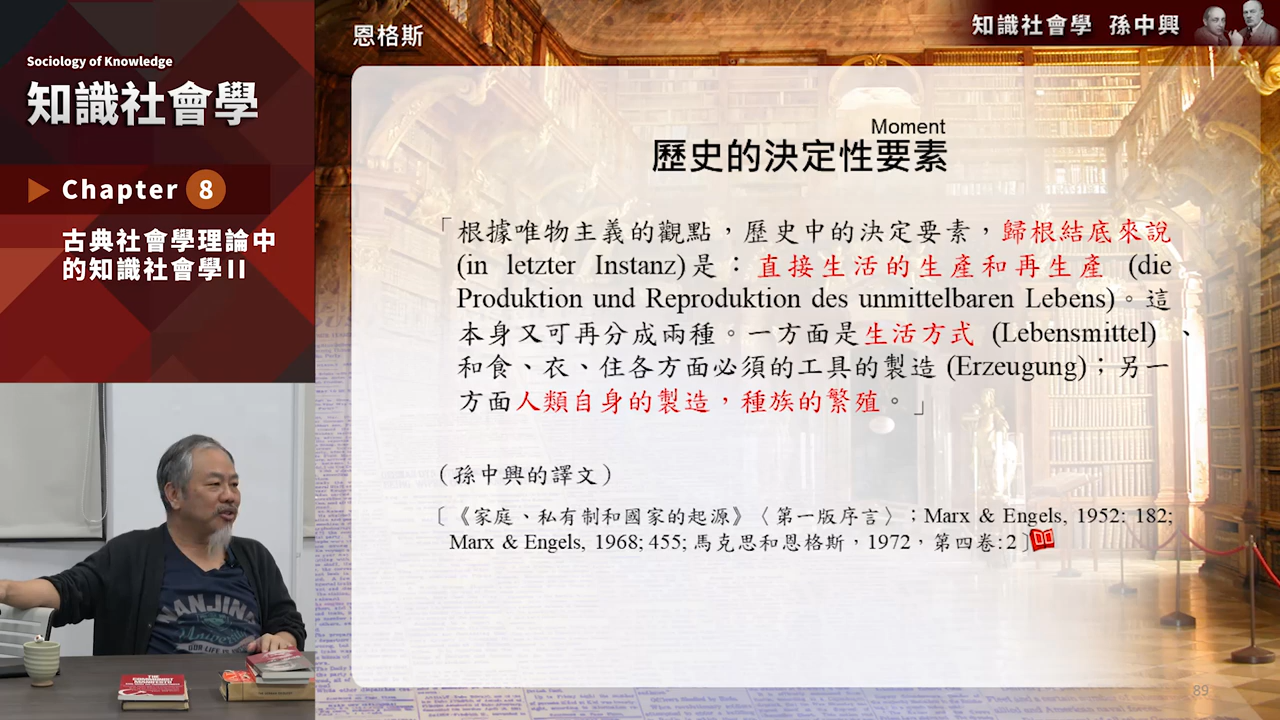 Sociology of Knowledge
知識社會學
Chapter 8
古典社會學理論中
的知識社會學II
恩格斯
知識社會學 孫中興
Moment
歷史的決定性要素
「根據唯物主義的觀點，歷史中的決定要素，歸根結底來說
(in letzter Instanz)是：直接生活的生產和再生產 (die
Produktion und Reproduktion des unmittelbaren Lebens)。這
本身又可再分成兩種。一方面是生活方式 (Lebensmittel) 、
和食、衣、住各方面必須的工具的製造 (Erzeugung)；另一
方面人類自身的製造，種族的繁殖。」
（孫中興的譯文）
〔《家庭、私有制和國家的起源》〈第一版序言〉；Marx & Engels, 1952: 182;
Marx & Engels, 1968; 455; 馬克思和恩格斯，1972，第四卷:2〕
NANJING
University
THE
COMMUNIST
MANIFESTO
89